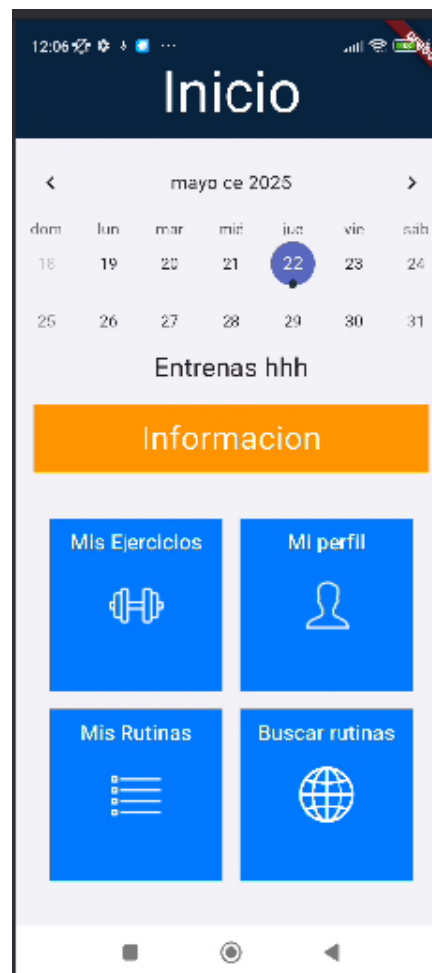 12:06
Inicio
mayo ce 2025
dom lun mar mié jue vie sáb
18 19 20 21 22 23 24
25 26 27 28 29 30 31
Entrenas hhh
Informacion
Mis Ejercicios Mi perfil
Mis Rutinas Buscar rutinas